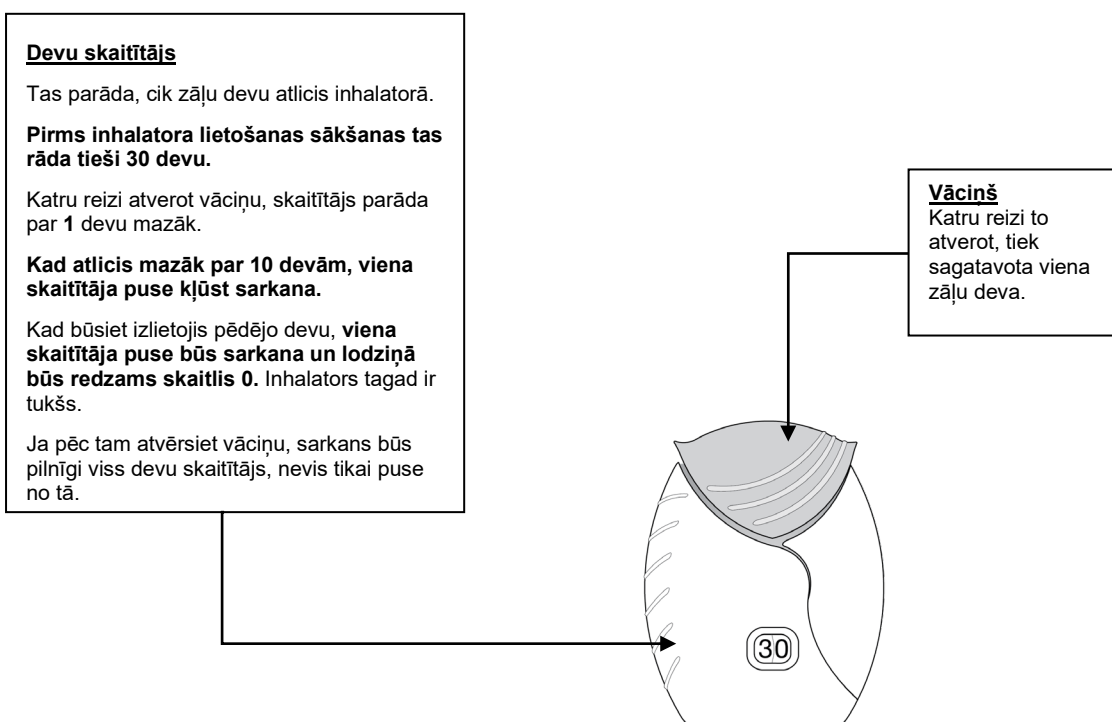 Devu skaitītājs
Tas parāda, cik zāļu devu atlicis inhalatorā.
Pirms inhalatora lietošanas sākšanas tas
rāda tieši 30 devu.
Katru reizi atverot vāciņu, skaitītājs parāda
par 1 devu mazāk.
Kad atlicis mazāk par 10 devām, viena
skaitītāja puse kļūst sarkana.
Kad būsiet izlietojis pēdējo devu, viena
skaitītāja puse būs sarkana un lodziņā
būs redzams skaitlis 0. Inhalators tagad ir
tukšs.
Ja pēc tam atvērsiet vāciņu, sarkans būs
pilnīgi viss devu skaitītājs, nevis tikai puse
no tā.
Vāciņš
Katru reizi to
atverot, tiek
sagatavota viena
zāļu deva.
30